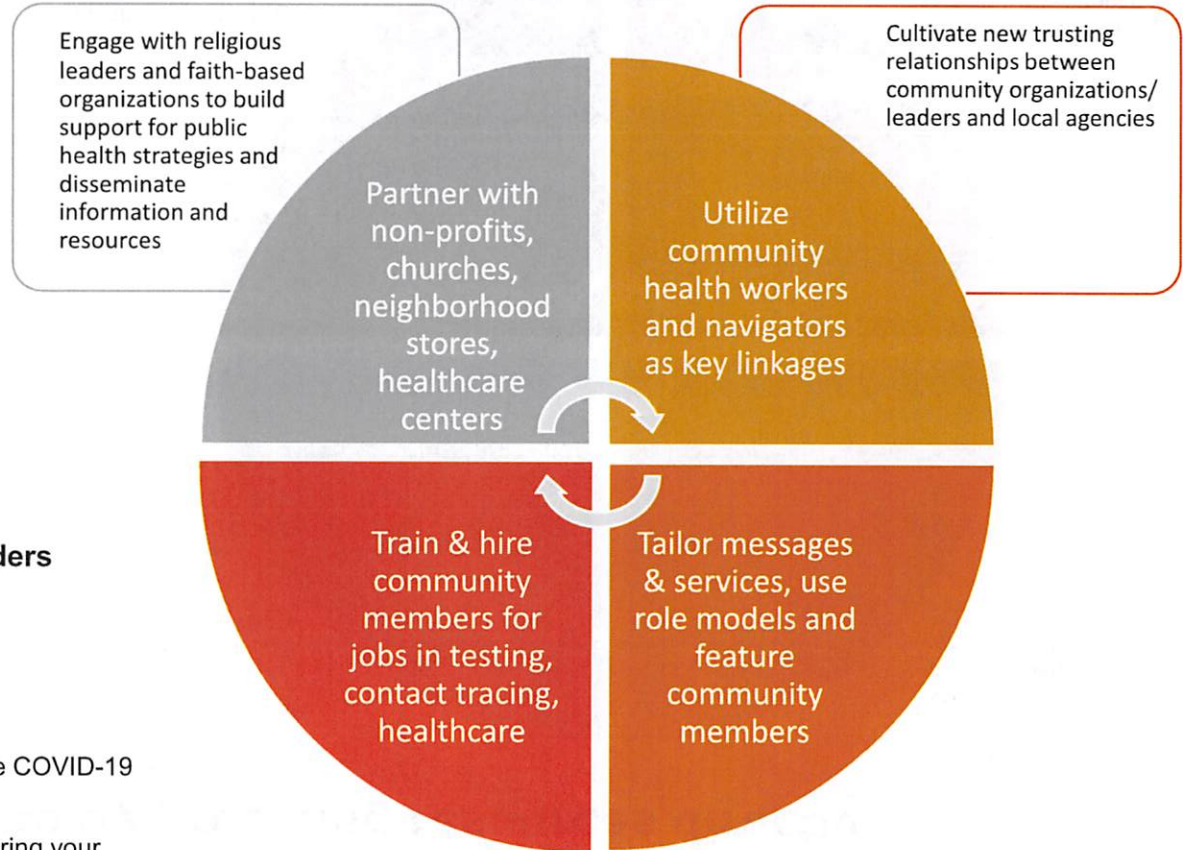 Engage with religious
leaders and faith-based
organizations to build
support for public
health strategies and
disseminate
information and
resources
Cultivate new trusting
relationships between
community organizations/
leaders and local agencies
Partner with
non-profits,
churches,
neighborhood
stores,
healthcare
centers
Utilize
community
health workers
and navigators
as key linkages
Train & hire
community
members for
jobs in testing,
contact tracing,
healthcare
Tailor messages
& services, use
role models and
feature
community
members
COVID-19
your